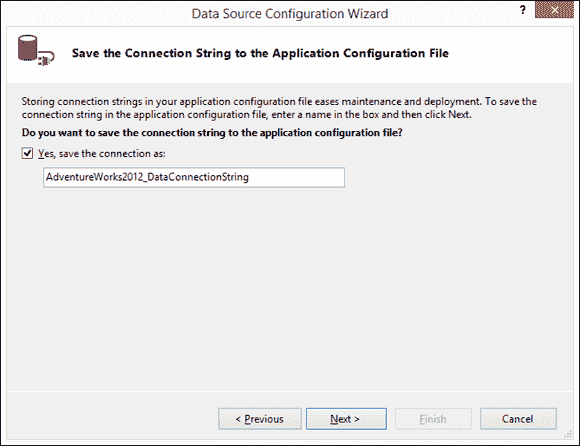 Data Source Configuration Wizard
?
Save the Connection String to the Application Configuration File
Storing connection strings in your application configuration file eases maintenance and deployment. To save the
connection string in the application configuration file, enter a name in the box and then click Next.
Do you want to save the connection string to the application configuration file?
Yes, save the connection as:
AdventureWorks2012_DataConnectionString
< Previous
Next >
Finish
Cancel